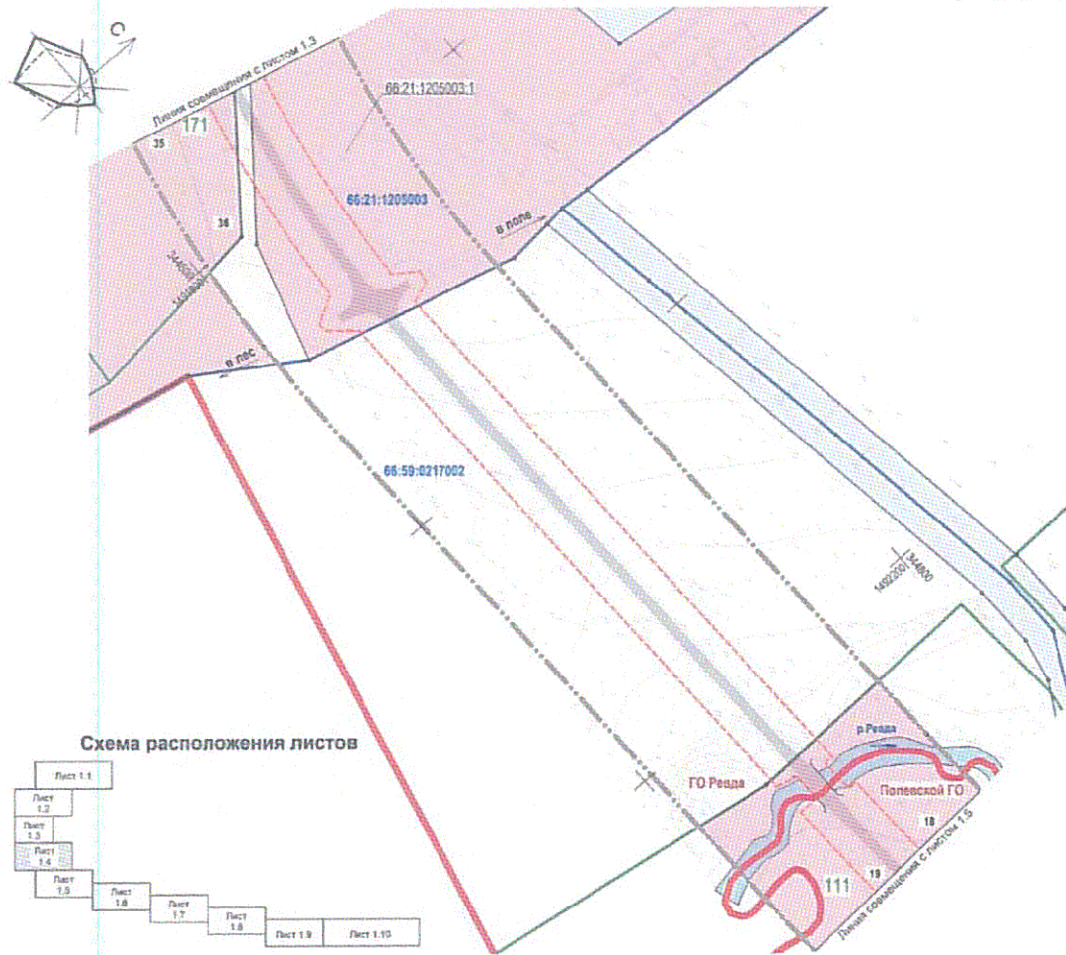 С
Линия совмещения с листом 1.3
66:21:1205003:1
35
171
36
66:21:1205003
в поле
в лес
66:59:0217002
344800
Схема расположения листов
Лист 1.1
Лист
1.2
Лист
1.3
Лист
1.4
Лист
1.5
Лист
1.6
Лист
1.7
Лист
1.8
Лист 1.9
Лист 1.10
р.Ревда
ГО Ревда
Полевской ГО
18
19
111
Линия совмещения с листом 1.5